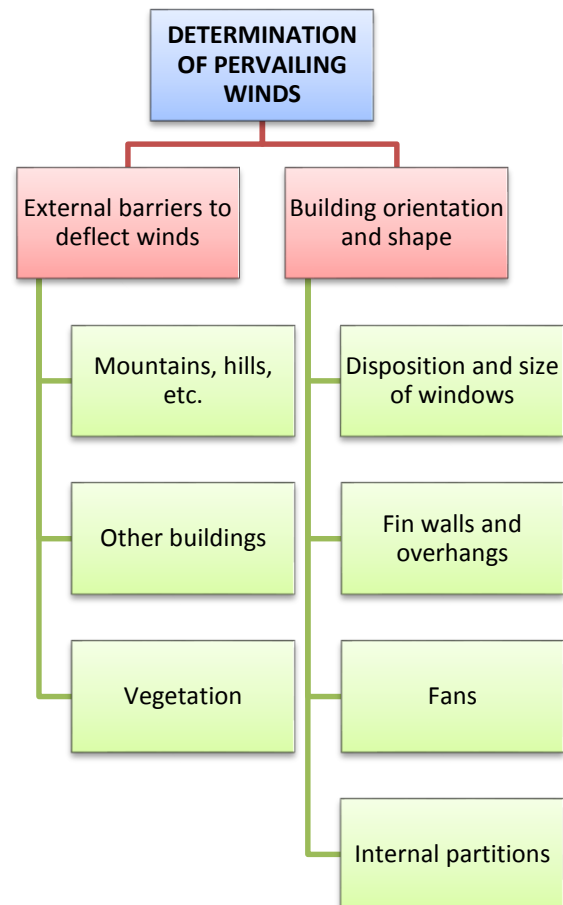 DETERMINATION
OF PERVAILING
WINDS
External barriers to
deflect winds
Mountains, hills,
etc.
Other buildings
Vegetation
Building orientation
and shape
Disposition and size
of windows
Fin walls and
overhangs
Fans
Internal partitions